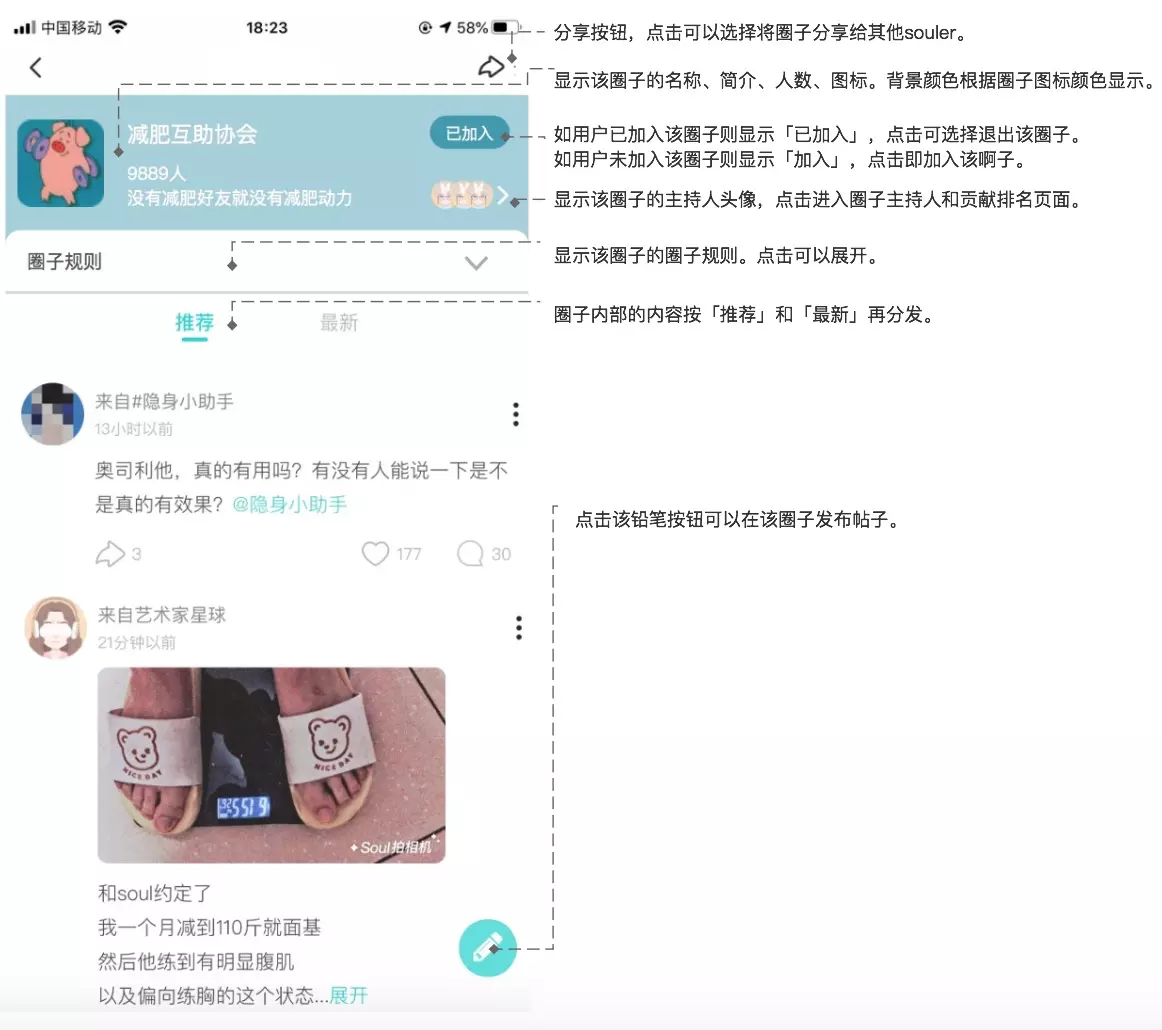 中国移动
18:23
58%
分享按钮，点击可以选择将圈子分享给其他souler。
显示该圈子的名称、简介、人数、图标。背景颜色根据圈子图标颜色显示。
减肥互助协会
已加入
如用户已加入该圈子则显示「已加入」，点击可选择退出该圈子。
如用户未加入该圈子则显示「加入」，点击即加入该啊子。
9889人
没有减肥好友就没有减肥动力
显示该圈子的主持人头像，点击进入圈子主持人和贡献排名页面。
圈子规则
显示该圈子的圈子规则。点击可以展开。
推荐
最新
圈子内部的内容按「推荐」和「最新」再分发。
来自#隐身小助手
13小时以前
奥司利他，真的有用吗？有没有人能说一下是不
是真的有效果？@隐身小助手
点击该铅笔按钮可以在该圈子发布帖子。
3
177
30
来自艺术家星球
21分钟以前
NICE DAY
NICE DAY
Soul拍相机
和soul约定了
我一个月减到110斤就面基
然后他练到有明显腹肌
以及偏向练胸的这个状态...展开